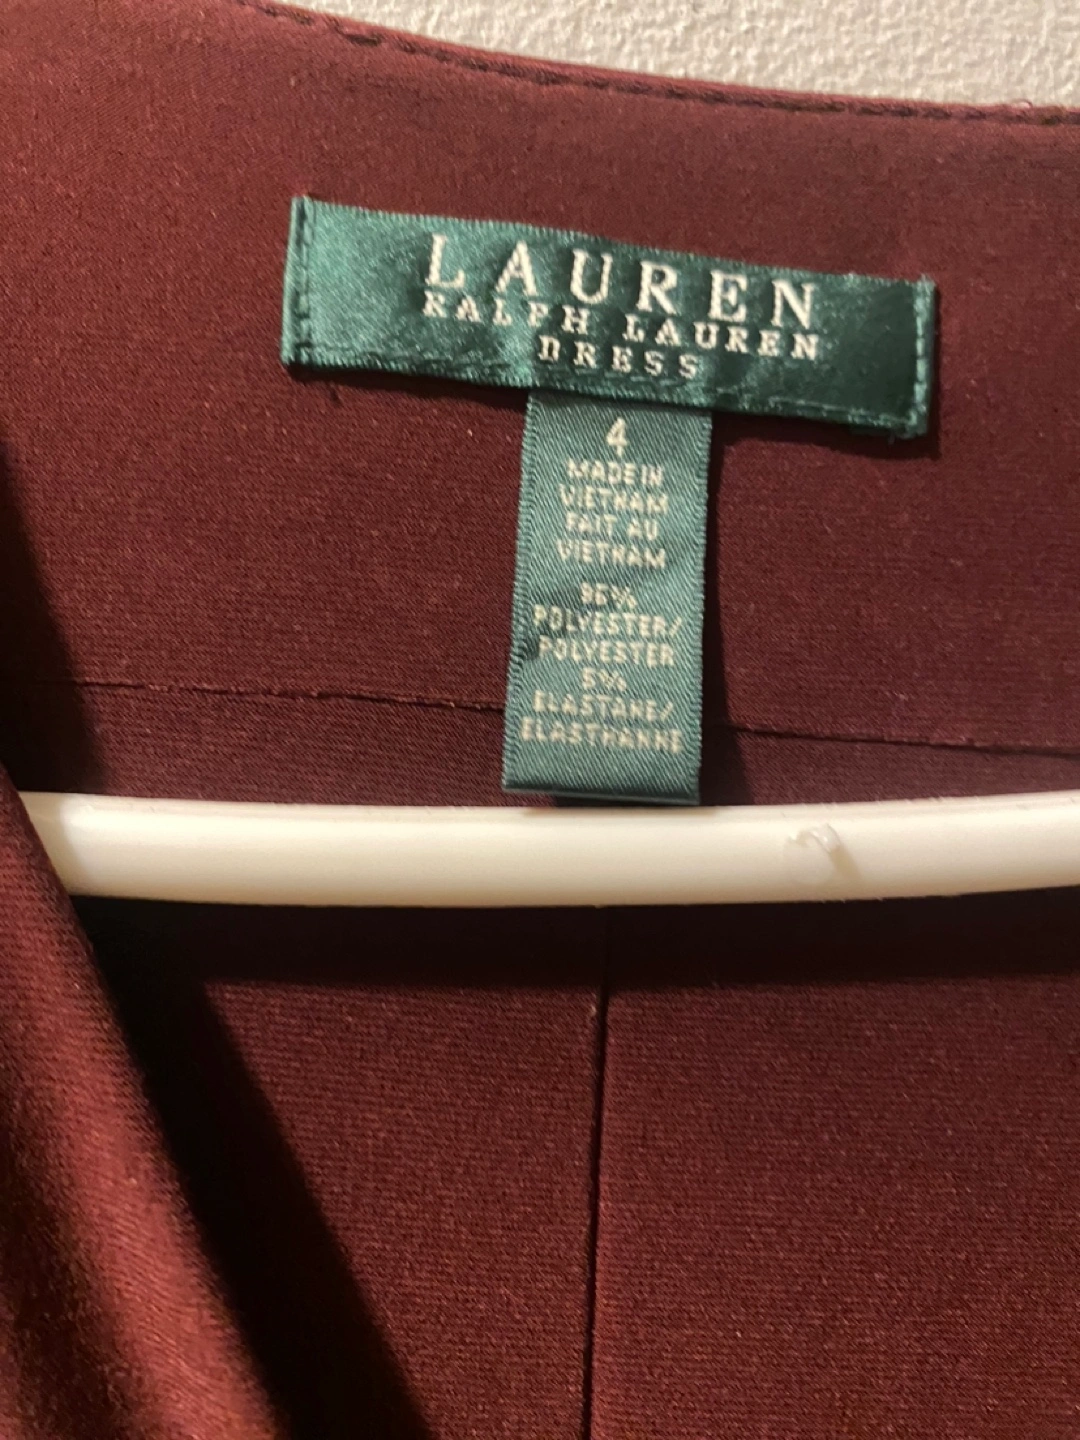 LAUREN
RALPH LAUREN
DRESS
4
MADE IN
VIETNAM
FAIT AU
VIETNAM
95%
POLYESTER/
POLYESTER
5%
ELASTANE/
ELASTHANNE